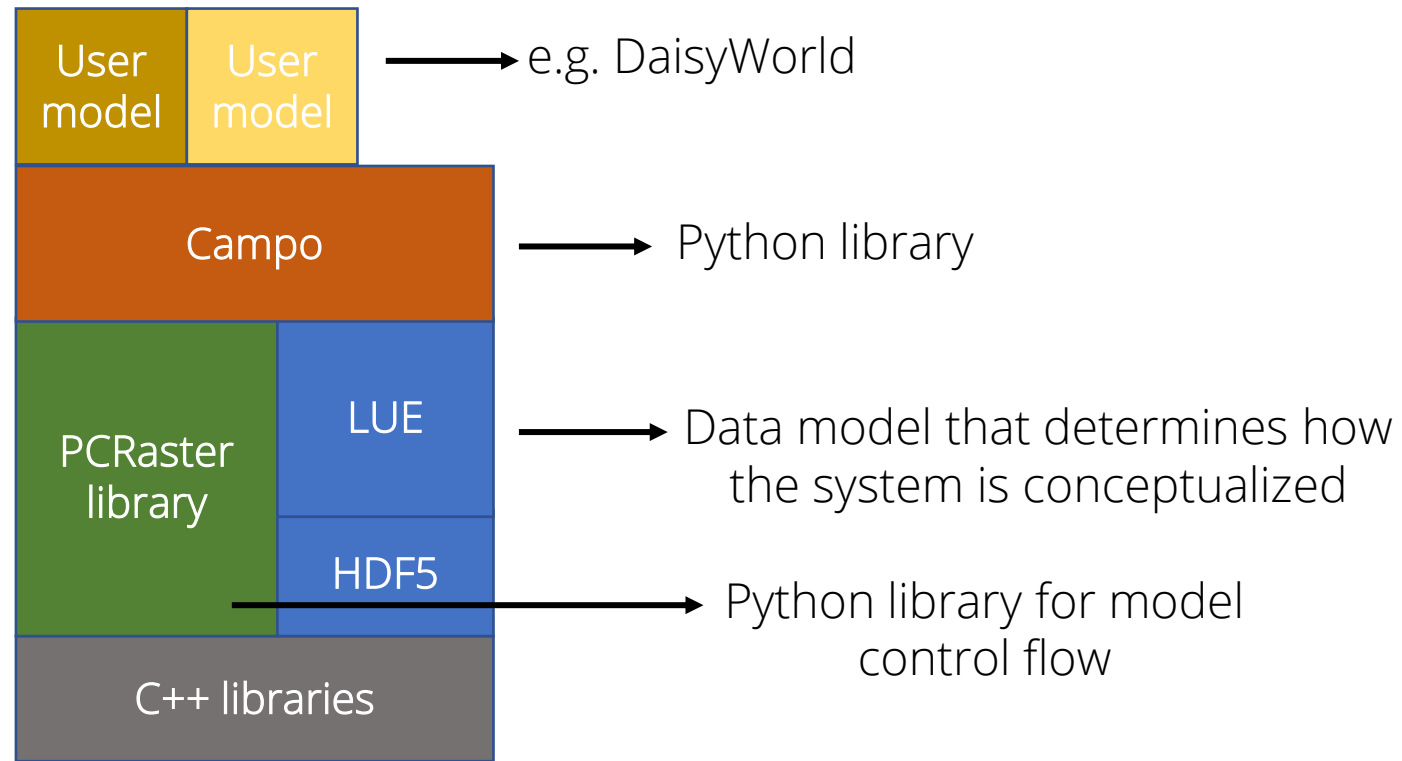 User
model
User
model
e.g. DaisyWorld
Campo
Python library
PCRaster
library
LUE
Data model that determines how
the system is conceptualized
HDF5
Python library for model
control flow
C++ libraries